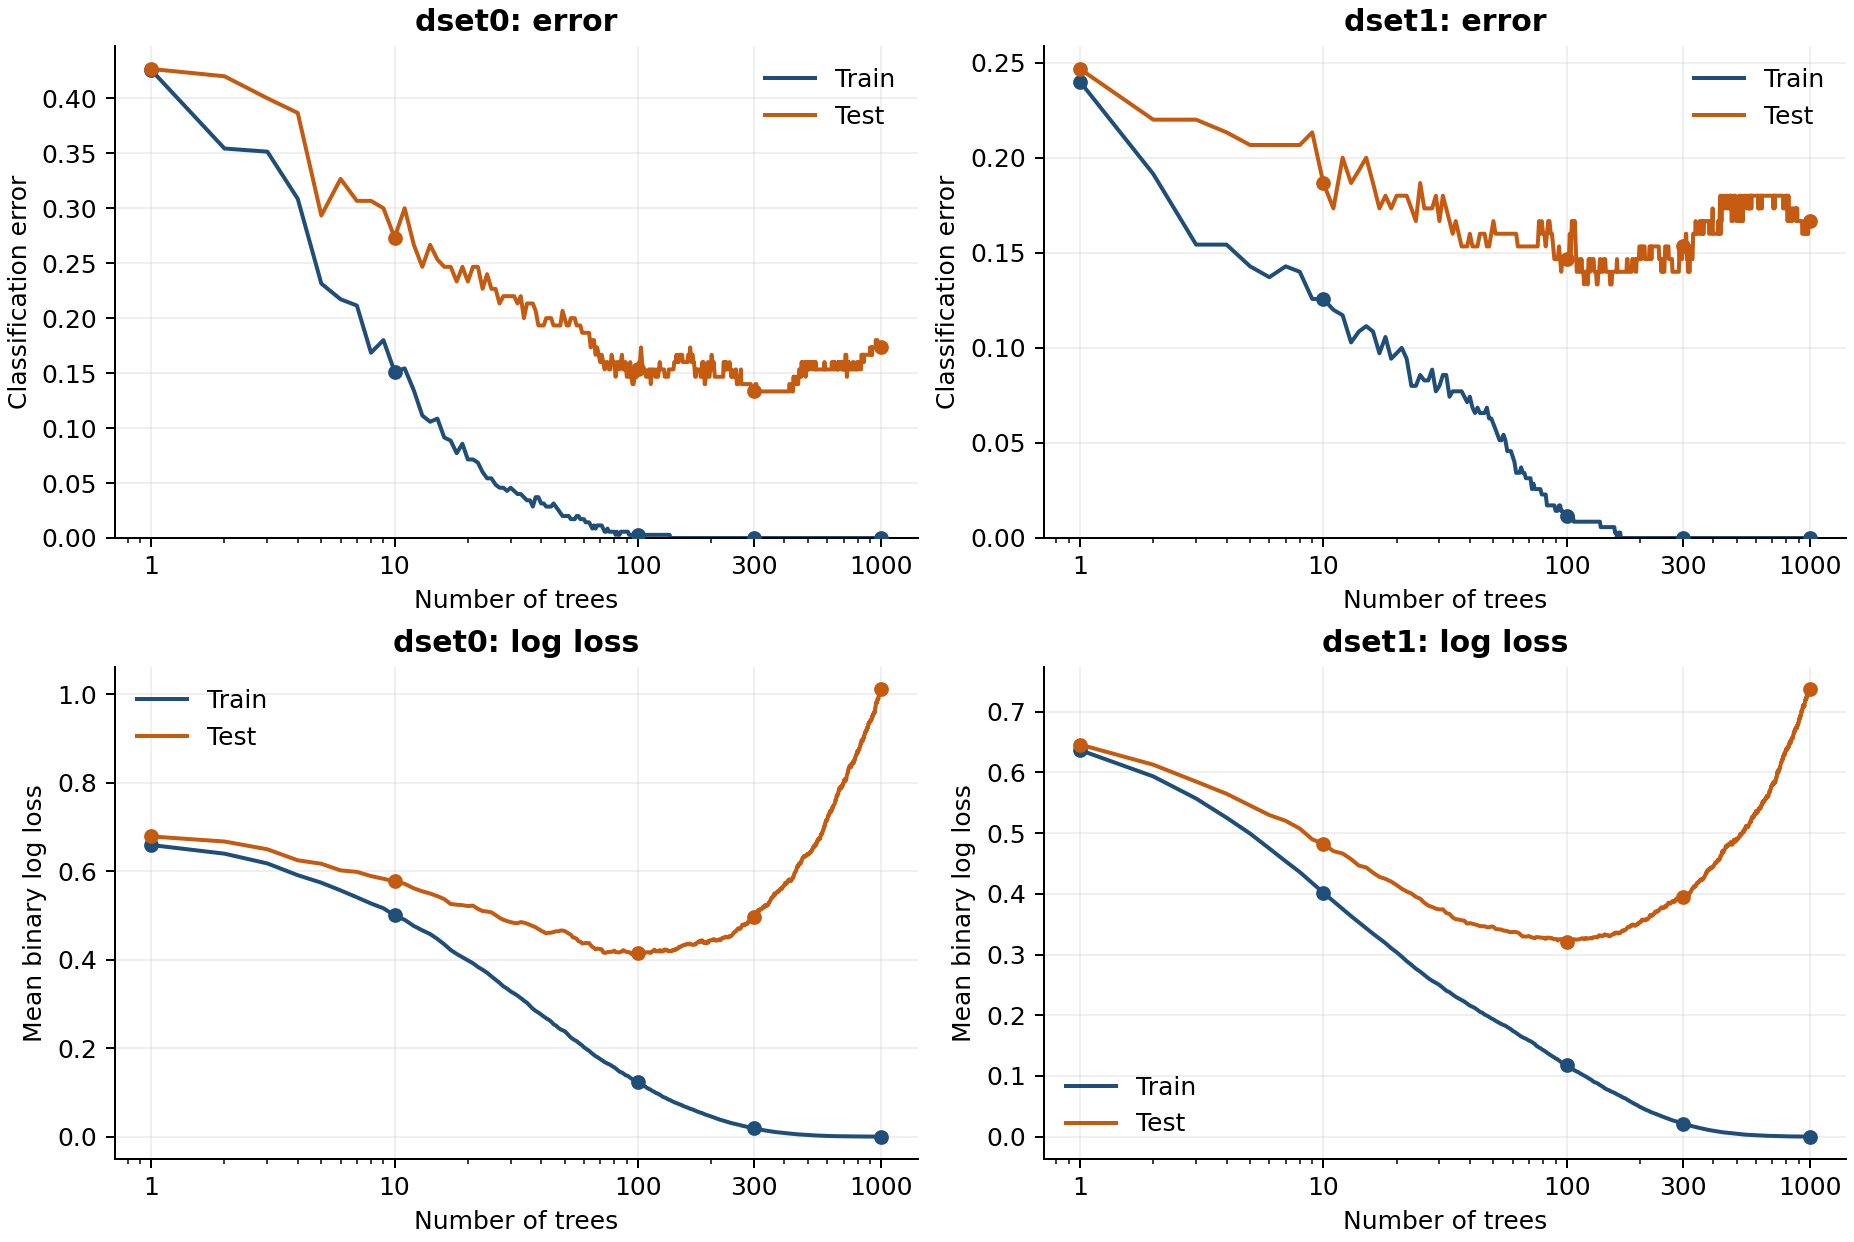 dset0: error
Classification error
0.40
0.35
0.30
0.25
0.20
0.15
0.10
0.05
0.00
Train
Test
1 10 100 300 1000
Number of trees
dset1: error
Classification error
0.25
0.20
0.15
0.10
0.05
0.00
Train
Test
1 10 100 300 1000
Number of trees
dset0: log loss
Mean binary log loss
1.0
0.8
0.6
0.4
0.2
0.0
Train
Test
1 10 100 300 1000
Number of trees
dset1: log loss
Mean binary log loss
0.7
0.6
0.5
0.4
0.3
0.2
0.1
0.0
Train
Test
1 10 100 300 1000
Number of trees